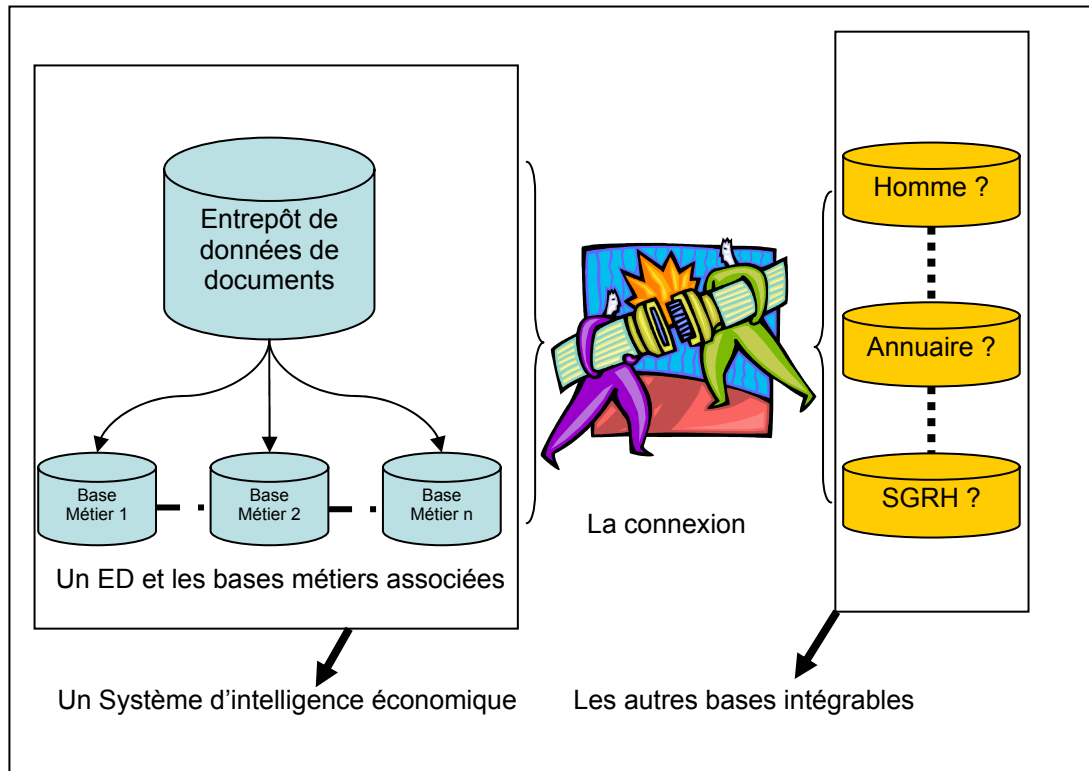 Entrepôt de
données de
documents
Base
Métier 1
Base
Métier 2
Base
Métier n
Un ED et les bases métiers associées
Un Système d'intelligence économique
La connexion
Homme ?
Annuaire ?
SGRH ?
Les autres bases intégrables